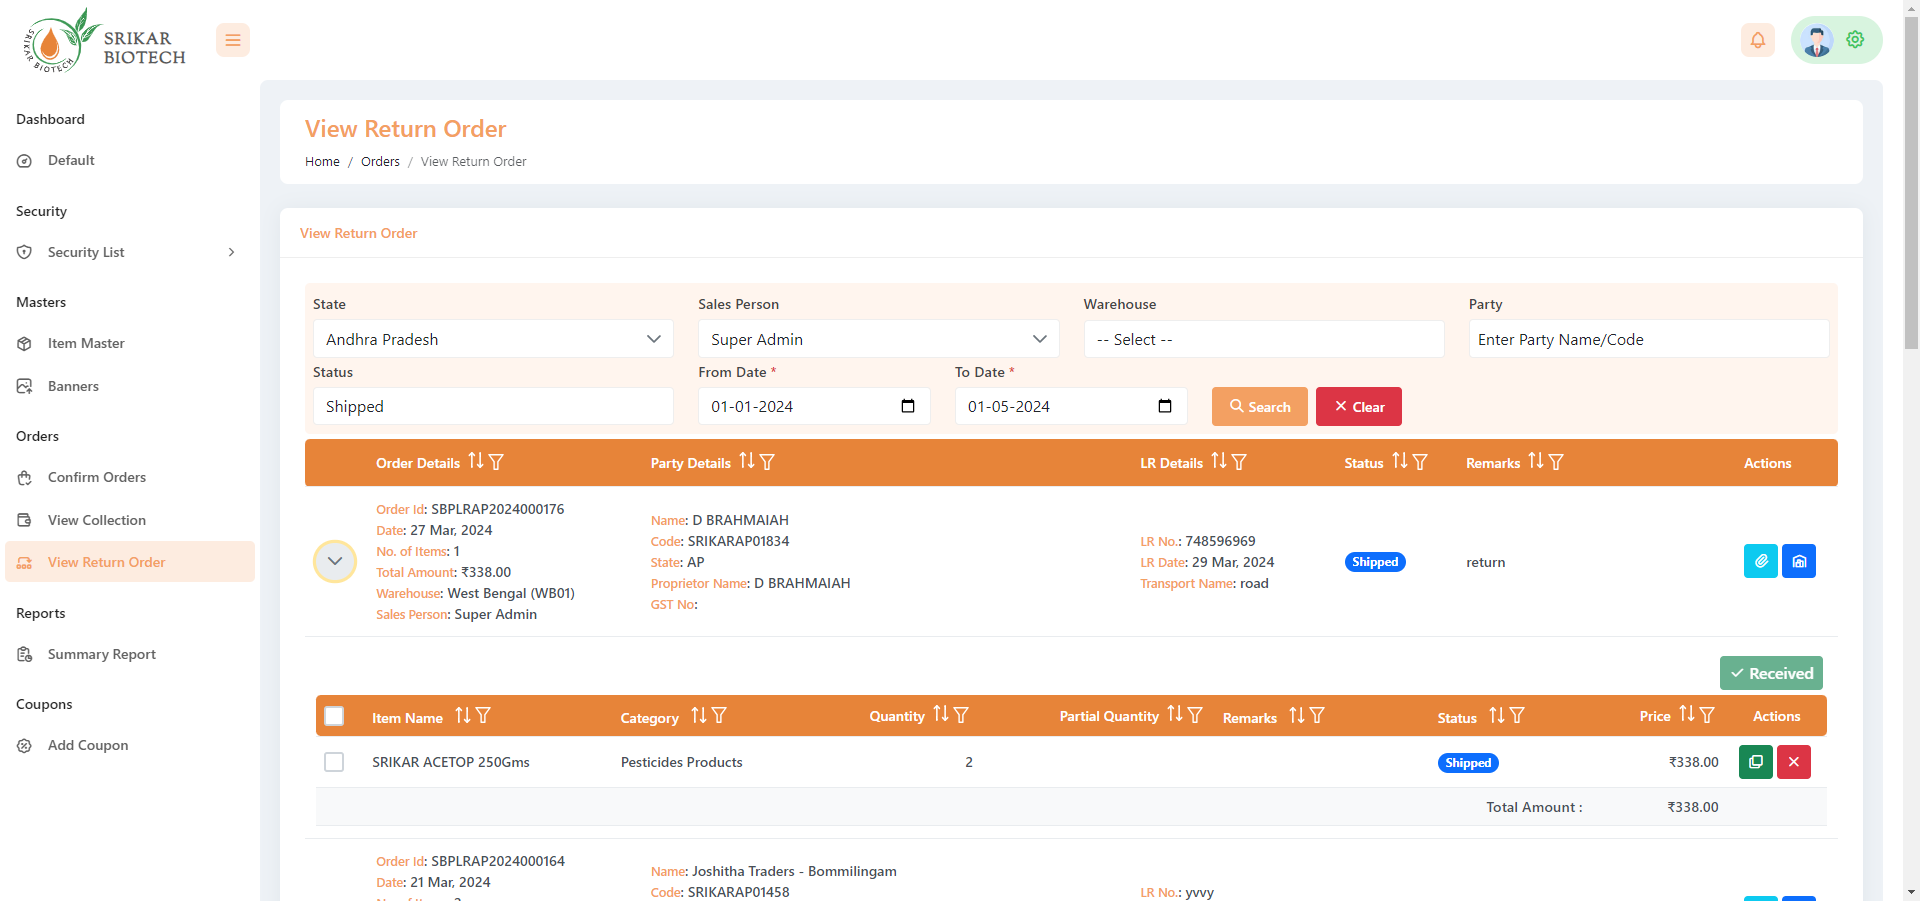 SRIKAR BIOTECH
SRIKAR
BIOTECH
Dashboard
Default
Security
Security List
Masters
Item Master
Banners
Orders
Confirm Orders
View Collection
View Return Order
Reports
Summary Report
Coupons
Add Coupon
View Return Order
Home / Orders / View Return Order
View Return Order
State Sales Person Warehouse Party
Andhra Pradesh Super Admin -- Select -- Enter Party Name/Code
Status From Date * To Date *
Shipped 01-01-2024 01-05-2024 Search Clear
Order Details Party Details LR Details Status Remarks Actions
Order Id: SBPLRAP2024000176
Date: 27 Mar, 2024
No. of Items: 1
Total Amount: ₹338.00
Warehouse: West Bengal (WB01)
Sales Person: Super Admin
Name: D BRAHMAIAH
Code: SRIKARAP01834
State: AP
Proprietor Name: D BRAHMAIAH
GST No:
LR No.: 748596969
LR Date: 29 Mar, 2024
Transport Name: road
Shipped
return
Received
Item Name Category Quantity Partial Quantity Remarks Status Price Actions
SRIKAR ACETOP 250Gms Pesticides Products 2 Shipped ₹338.00
Total Amount : ₹338.00
Order Id: SBPLRAP2024000164
Date: 21 Mar, 2024
Name: Joshitha Traders - Bommilingam
Code: SRIKARAP01458
LR No.: yvvy